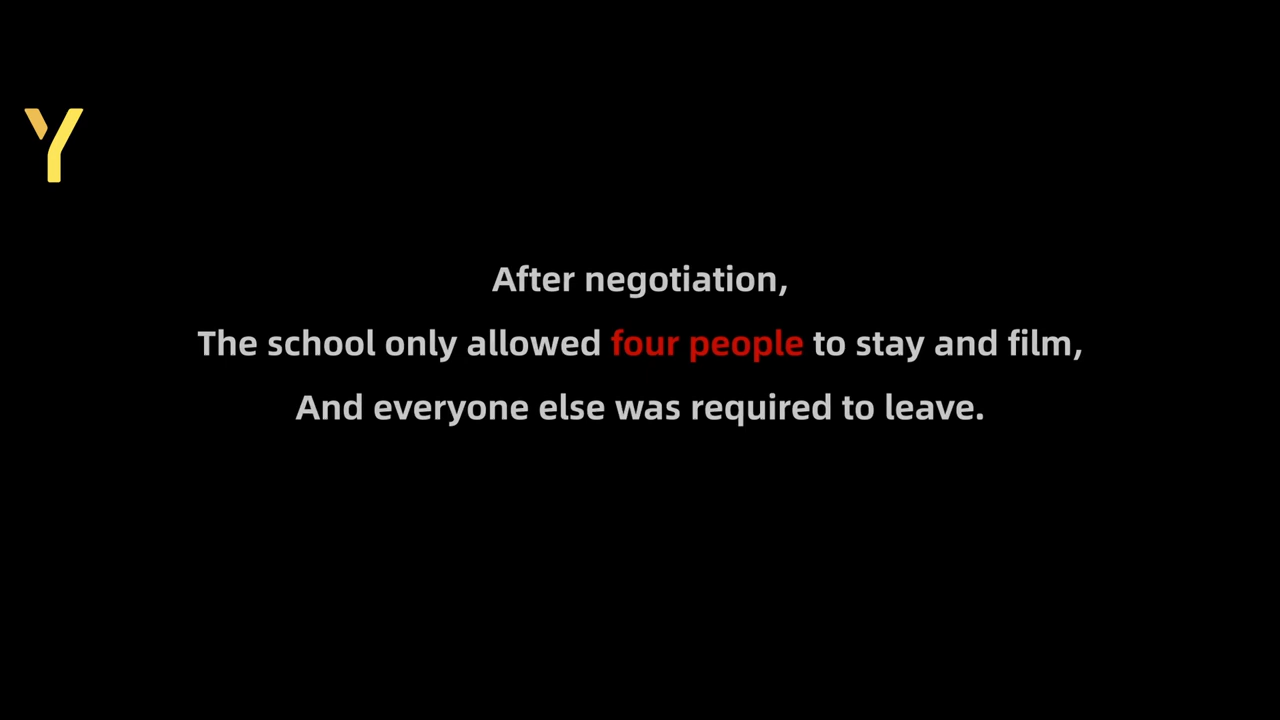 Y
After negotiation,
The school only allowed four people to stay and film,
And everyone else was required to leave.